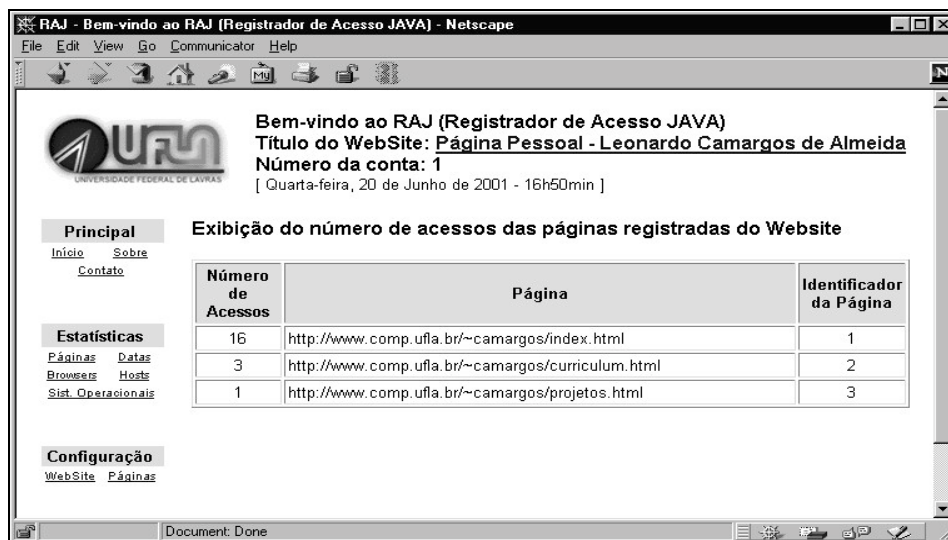 RAJ - Bem-vindo ao RAJ (Registrador de Acesso JAVA) - Netscape
File Edit View Go Communicator Help
My
N
UFLA
UNIVERSIDADE FEDERAL DE LAVRAS
Bem-vindo ao RAJ (Registrador de Acesso JAVA)
Título do WebSite: Página Pessoal - Leonardo Camargos de Almeida
Número da conta: 1
[ Quarta-feira, 20 de Junho de 2001 - 16h50min ]
Principal
Início Sobre
Contato
Estatísticas
Páginas Datas
Browsers Hosts
Sist. Operacionais
Configuração
WebSite Páginas
Exibição do número de acessos das páginas registradas do Website
Número de Acessos Página Identificador da Página
16 http://www.comp.ufla.br/~camargos/index.html 1
3 http://www.comp.ufla.br/~camargos/curriculum.html 2
1 http://www.comp.ufla.br/~camargos/projetos.html 3
Document: Done